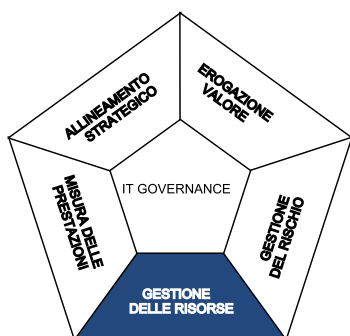 ALLINEAMENTO
STRATEGICO
EROGAZIONE
VALORE
MISURA DELLE
PRESTAZIONI
IT GOVERNANCE
GESTIONE
DEL RISCHIO
GESTIONE
DELLE RISORSE